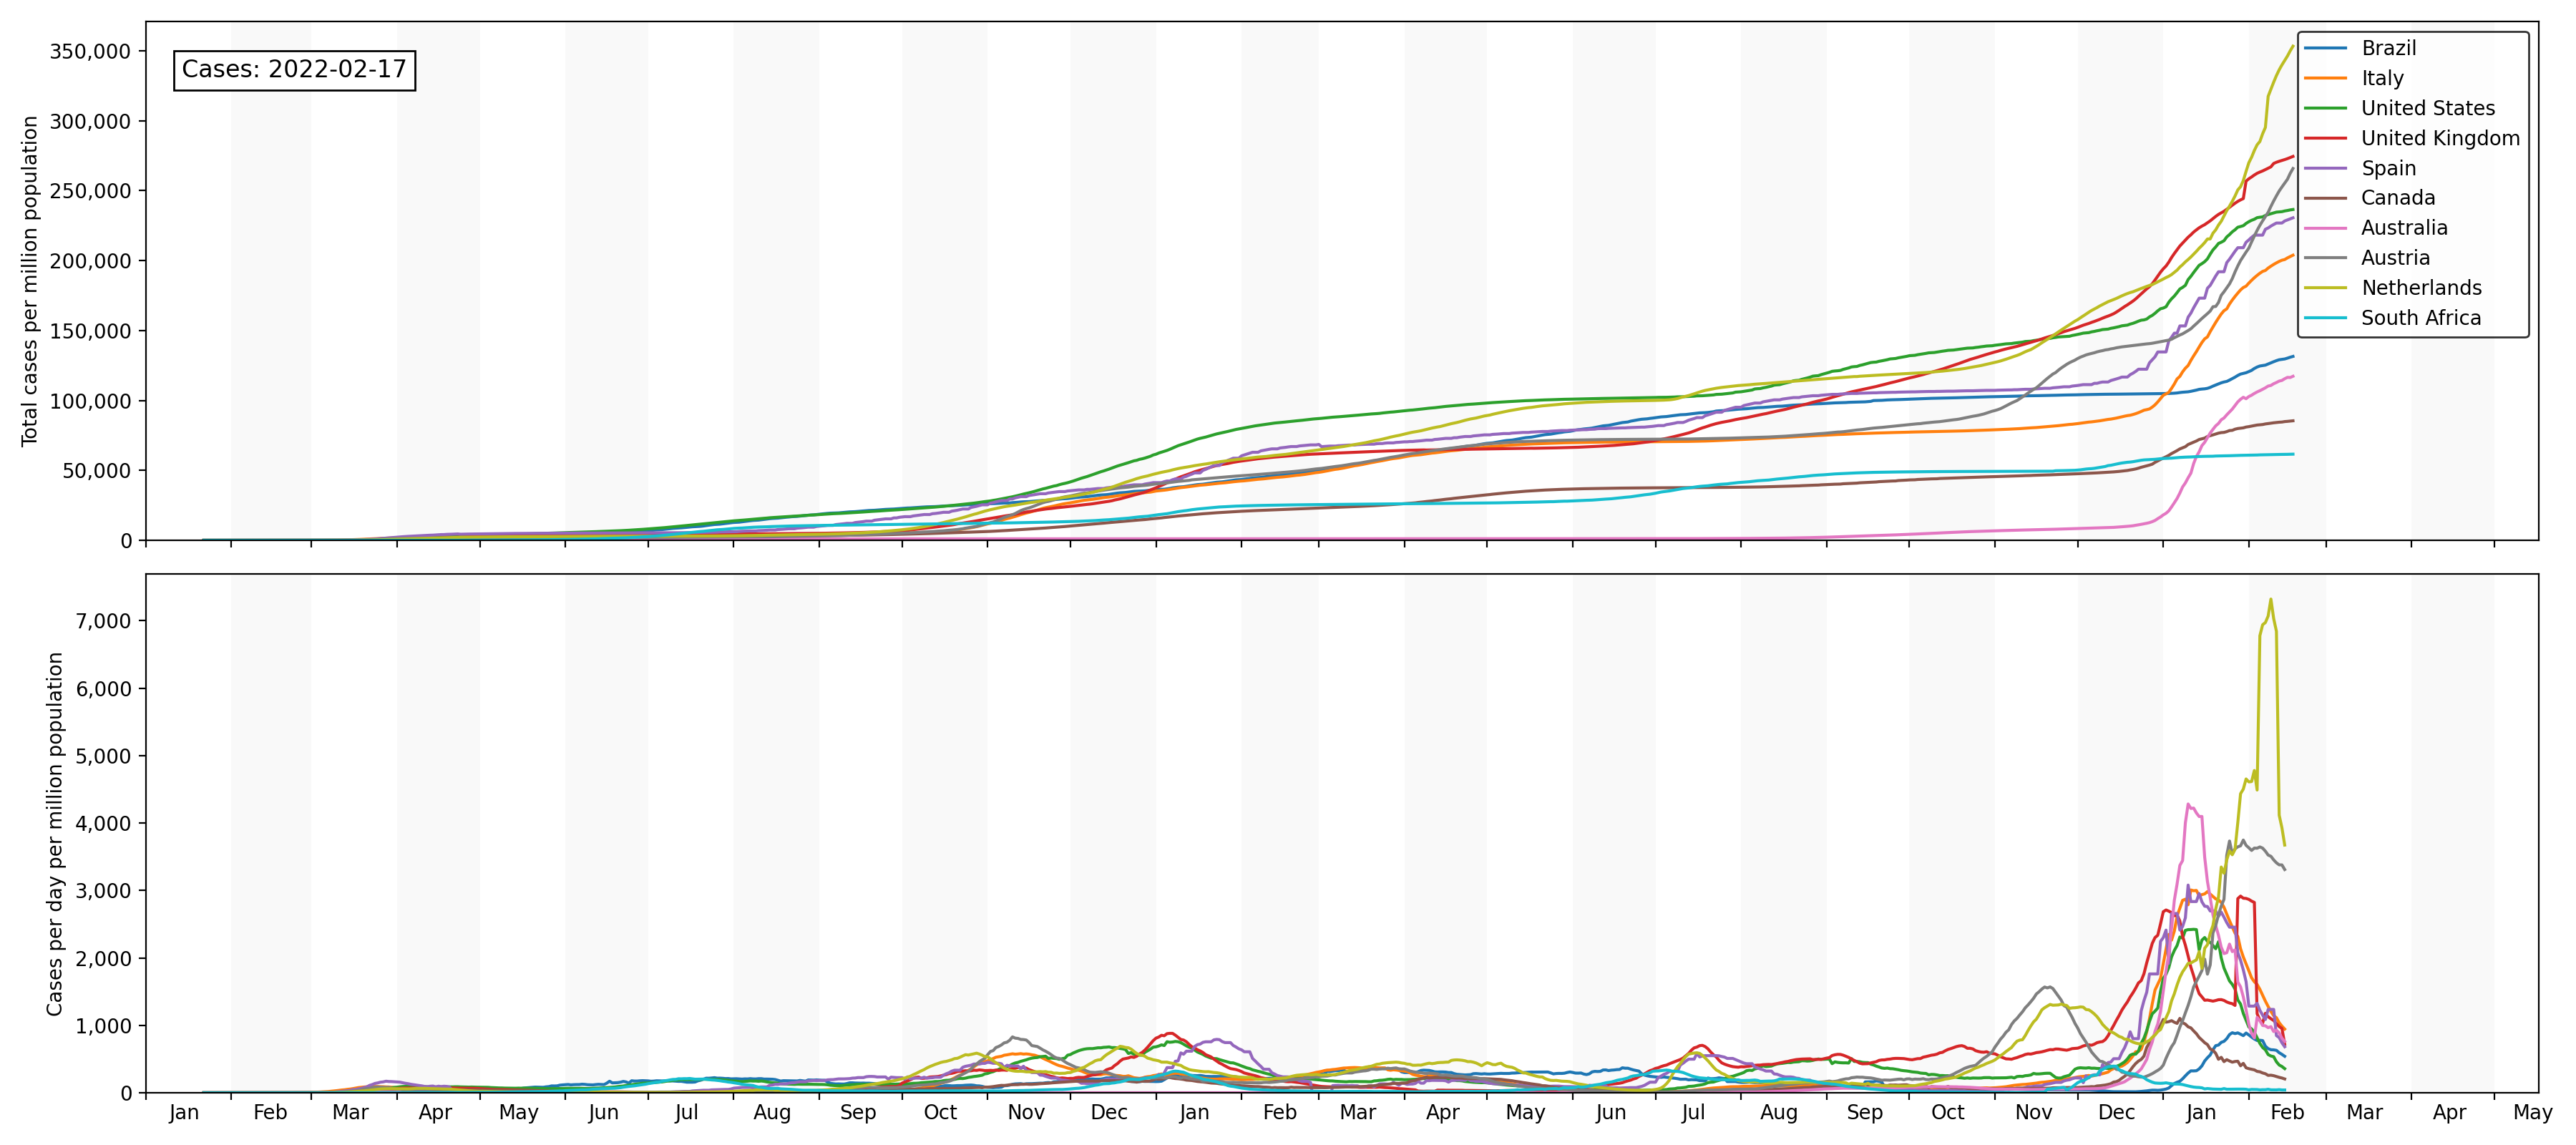 350,000
300,000
250,000
200,000
150,000
100,000
50,000
0
Total cases per million population
Cases: 2022-02-17
Brazil
Italy
United States
United Kingdom
Spain
Canada
Australia
Austria
Netherlands
South Africa
7,000
6,000
5,000
4,000
3,000
2,000
1,000
0
Cases per day per million population
Jan Feb Mar Apr May Jun Jul Aug Sep Oct Nov Dec Jan Feb Mar Apr May Jun Jul Aug Sep Oct Nov Dec Jan Feb Mar Apr May